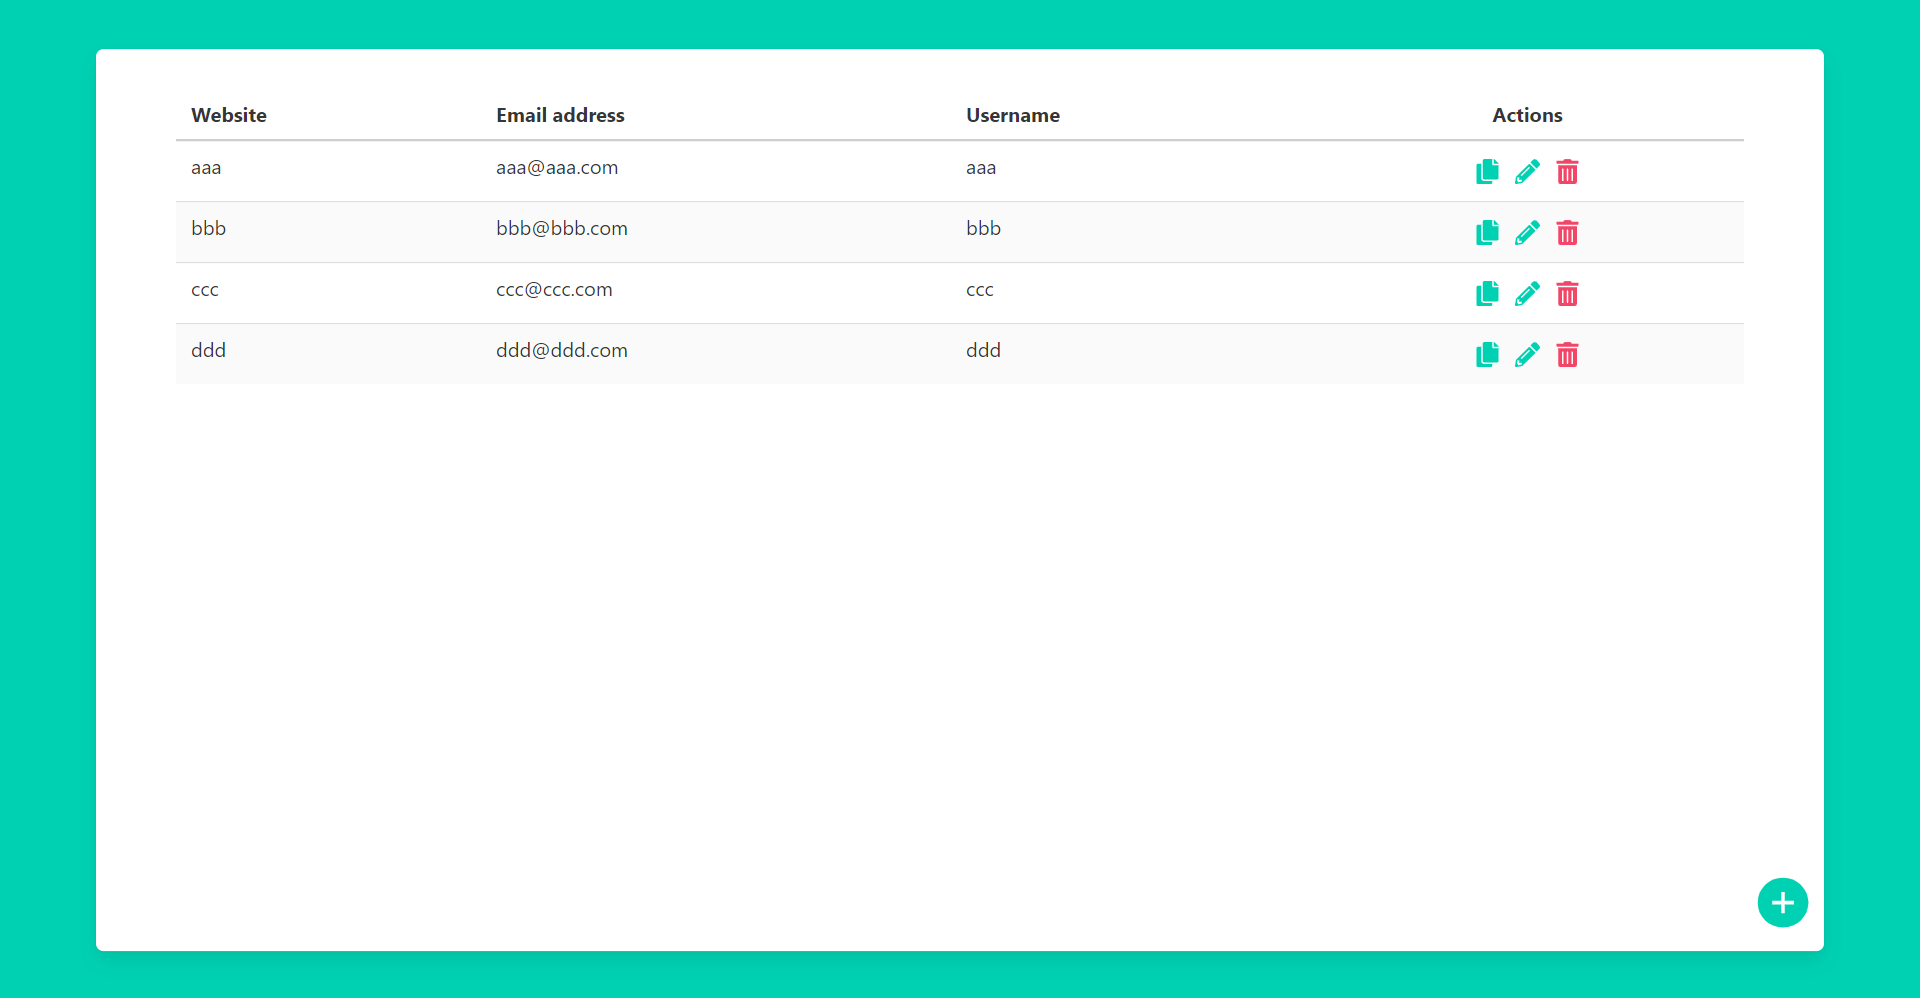 Website Email address Username Actions
aaa aaa@aaa.com aaa
bbb bbb@bbb.com bbb
ccc ccc@ccc.com ccc
ddd ddd@ddd.com ddd